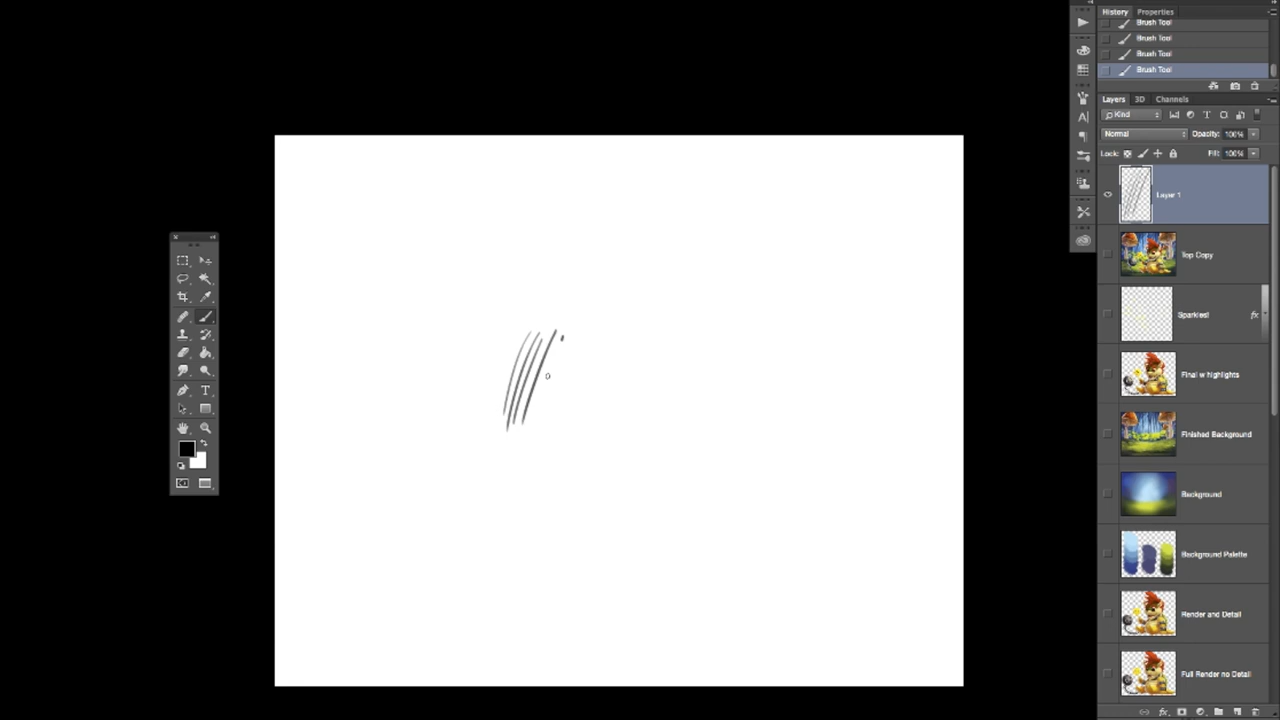 History Properties
Brush Tool
Brush Tool
Brush Tool
Brush Tool
Layers 3D Channels
Kind
Normal Opacity: 100%
Lock: Fill: 100%
Layer 1
Top Copy
Sparkles!
fx
Final w highlights
Finished Background
Background
Background Palette
Render and Detail
Full Render no Detail